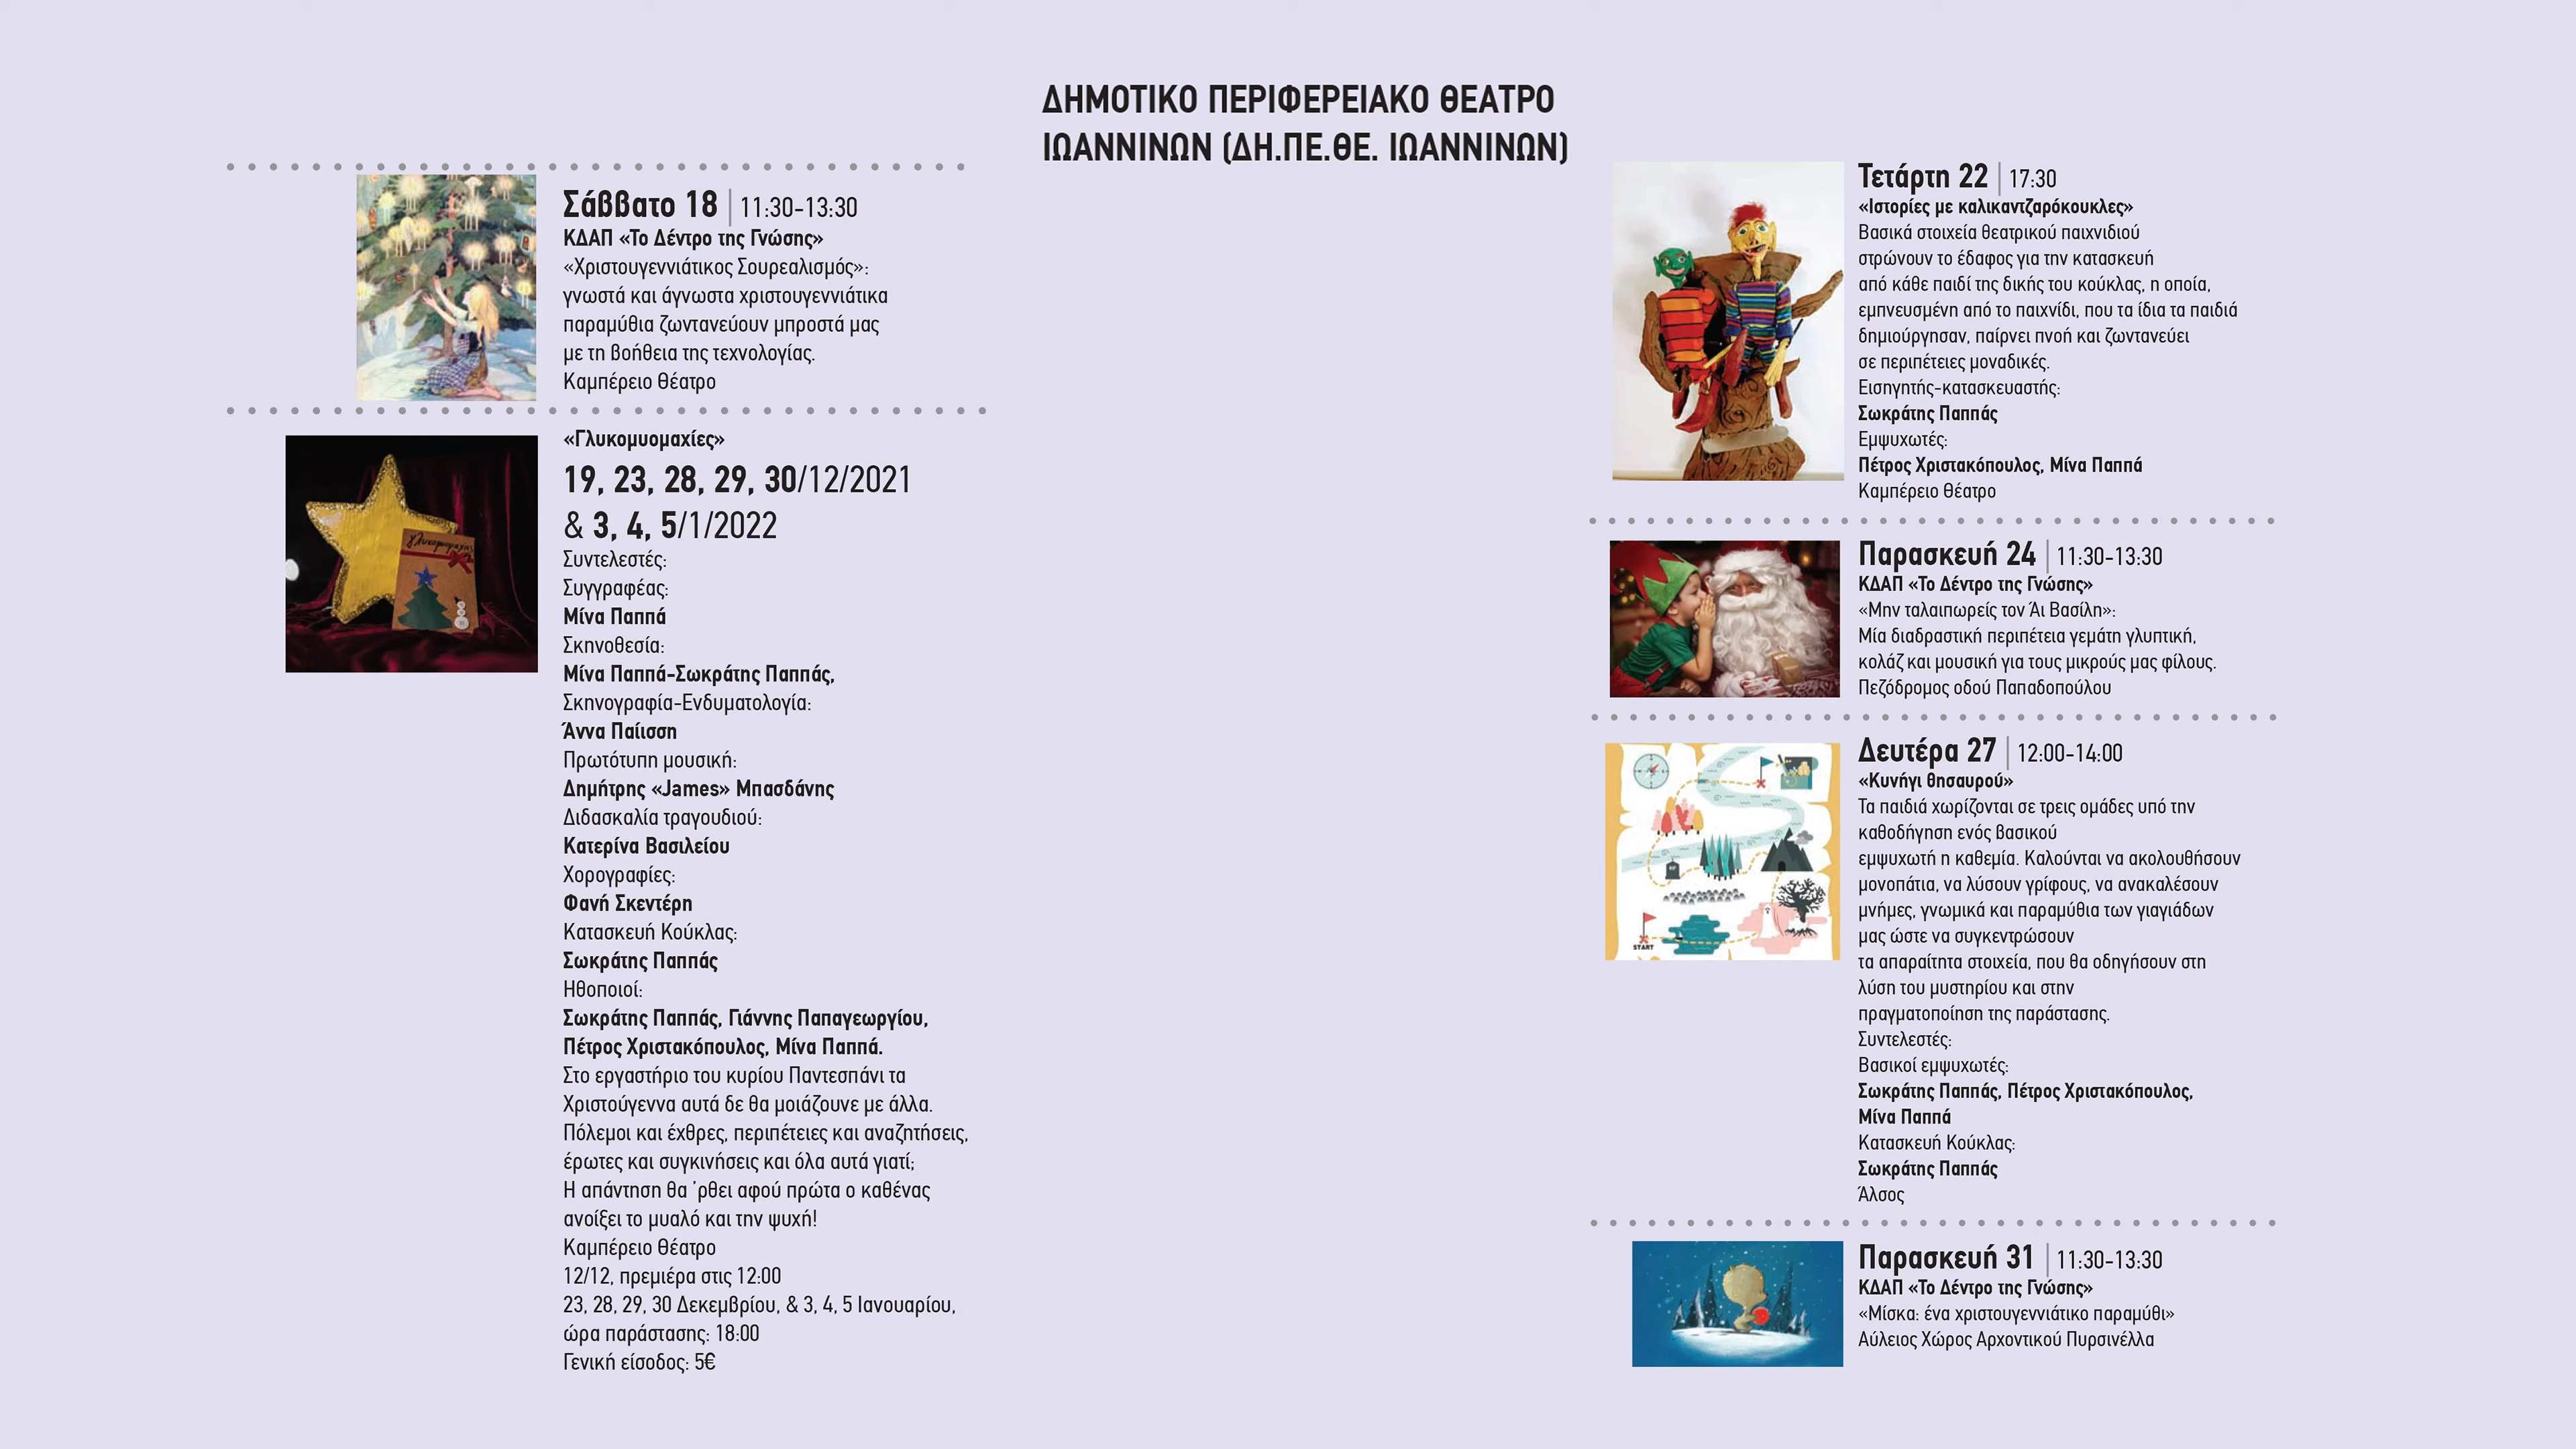 ΔΗΜΟΤΙΚΟ ΠΕΡΙΦΕΡΕΙΑΚΟ ΘΕΑΤΡΟ
ΙΩΑΝΝΙΝΩΝ (ΔΗ.ΠΕ.ΘΕ. ΙΩΑΝΝΙΝΩΝ)
Σάββατο 18 | 11:30-13:30
ΚΔΑΠ «Το Δέντρο της Γνώσης»
«Χριστουγεννιάτικος Σουρεαλισμός»:
γνωστά και άγνωστα χριστουγεννιάτικα
παραμύθια ζωντανεύουν μπροστά μας
με τη βοήθεια της τεχνολογίας.
Καμπέρειο Θέατρο
«Γλυκομυομαχίες»
19, 23, 28, 29, 30/12/2021
& 3, 4, 5/1/2022
Συντελεστές:
Συγγραφέας:
Μίνα Παππά
Σκηνοθεσία:
Μίνα Παππά-Σωκράτης Παππάς,
Σκηνογραφία-Ενδυματολογία:
Άννα Παίισση
Πρωτότυπη μουσική:
Δημήτρης «James» Μπασδάνης
Διδασκαλία τραγουδιού:
Κατερίνα Βασιλείου
Χορογραφίες:
Φανή Σκεντέρη
Κατασκευή Κούκλας:
Σωκράτης Παππάς
Ηθοποιοί:
Σωκράτης Παππάς, Γιάννης Παπαγεωργίου,
Πέτρος Χριστακόπουλος, Μίνα Παππά.
Στο εργαστήριο του κυρίου Παντεσπάνι τα
Χριστούγεννα αυτά δε θα μοιάζουνε με άλλα.
Πόλεμοι και έχθρες, περιπέτειες και αναζητήσεις,
έρωτες και συγκινήσεις και όλα αυτά γιατί;
Η απάντηση θα ’ρθει αφού πρώτα ο καθένας
ανοίξει το μυαλό και την ψυχή!
Καμπέρειο Θέατρο
12/12, πρεμιέρα στις 12:00
23, 28, 29, 30 Δεκεμβρίου, & 3, 4, 5 Ιανουαρίου,
ώρα παράστασης: 18:00
Γενική είσοδος: 5€
γλυκομυομαχίες
Τετάρτη 22 | 17:30
«Ιστορίες με καλικαντζαρόκουκλες»
Βασικά στοιχεία θεατρικού παιχνιδιού
στρώνουν το έδαφος για την κατασκευή
από κάθε παιδί της δικής του κούκλας, η οποία,
εμπνευσμένη από το παιχνίδι, που τα ίδια τα παιδιά
δημιούργησαν, παίρνει πνοή και ζωντανεύει
σε περιπέτειες μοναδικές.
Εισηγητής-κατασκευαστής:
Σωκράτης Παππάς
Εμψυχωτές:
Πέτρος Χριστακόπουλος, Μίνα Παππά
Καμπέρειο Θέατρο
Παρασκευή 24 | 11:30-13:30
ΚΔΑΠ «Το Δέντρο της Γνώσης»
«Μην ταλαιπωρείς τον Άι Βασίλη»:
Μία διαδραστική περιπέτεια γεμάτη γλυπτική,
κολάζ και μουσική για τους μικρούς μας φίλους.
Πεζόδρομος οδού Παπαδοπούλου
Δευτέρα 27 | 12:00-14:00
«Κυνήγι θησαυρού»
Τα παιδιά χωρίζονται σε τρεις ομάδες υπό την
καθοδήγηση ενός βασικού
εμψυχωτή η καθεμία. Καλούνται να ακολουθήσουν
μονοπάτια, να λύσουν γρίφους, να ανακαλέσουν
μνήμες, γνωμικά και παραμύθια των γιαγιάδων
μας ώστε να συγκεντρώσουν
τα απαραίτητα στοιχεία, που θα οδηγήσουν στη
λύση του μυστηρίου και στην
πραγματοποίηση της παράστασης.
Συντελεστές:
Βασικοί εμψυχωτές:
Σωκράτης Παππάς, Πέτρος Χριστακόπουλος,
Μίνα Παππά
Κατασκευή Κούκλας:
Σωκράτης Παππάς
Άλσος
START
Παρασκευή 31 | 11:30-13:30
ΚΔΑΠ «Το Δέντρο της Γνώσης»
«Μίσκα: ένα χριστουγεννιάτικο παραμύθι»
Αύλειος Χώρος Αρχοντικού Πυρσινέλλα